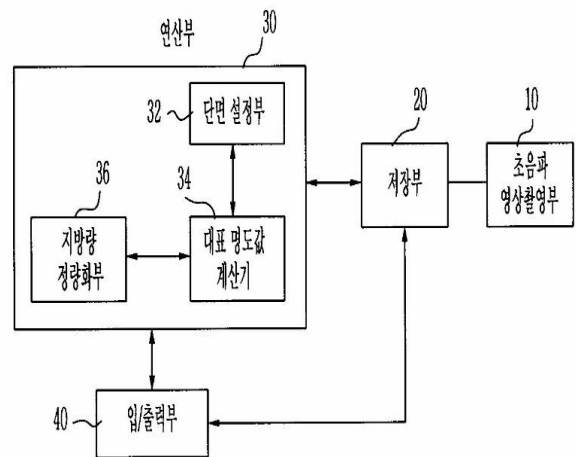 연산부
30
32
단면 설정부
20
10
저장부
초음파
영상촬영부
36
34
지방량
정량화부
대표 명도값
계산기
40
입/출력부